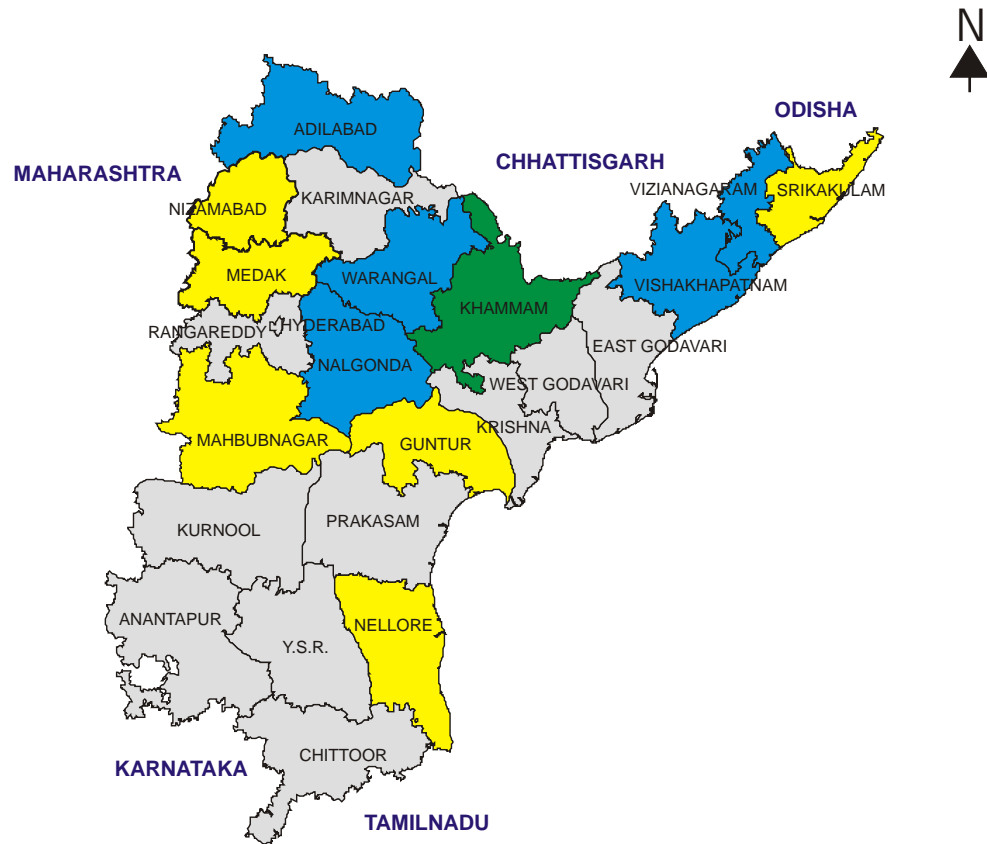 N
ODISHA
ADILABAD
CHHATTISGARH
MAHARASHTRA
VIZIANAGARAM
SRIKAKULAM
KARIMNAGAR
NIZAMABAD
MEDAK
WARANGAL
VISHAKHAPATNAM
KHAMMAM
RANGAREDDY
HYDERABAD
EAST GODAVARI
NALGONDA
WEST GODAVARI
KRISHNA
MAHBUBNAGAR
GUNTUR
PRAKASAM
KURNOOL
ANANTAPUR
NELLORE
Y.S.R.
CHITTOOR
KARNATAKA
TAMILNADU